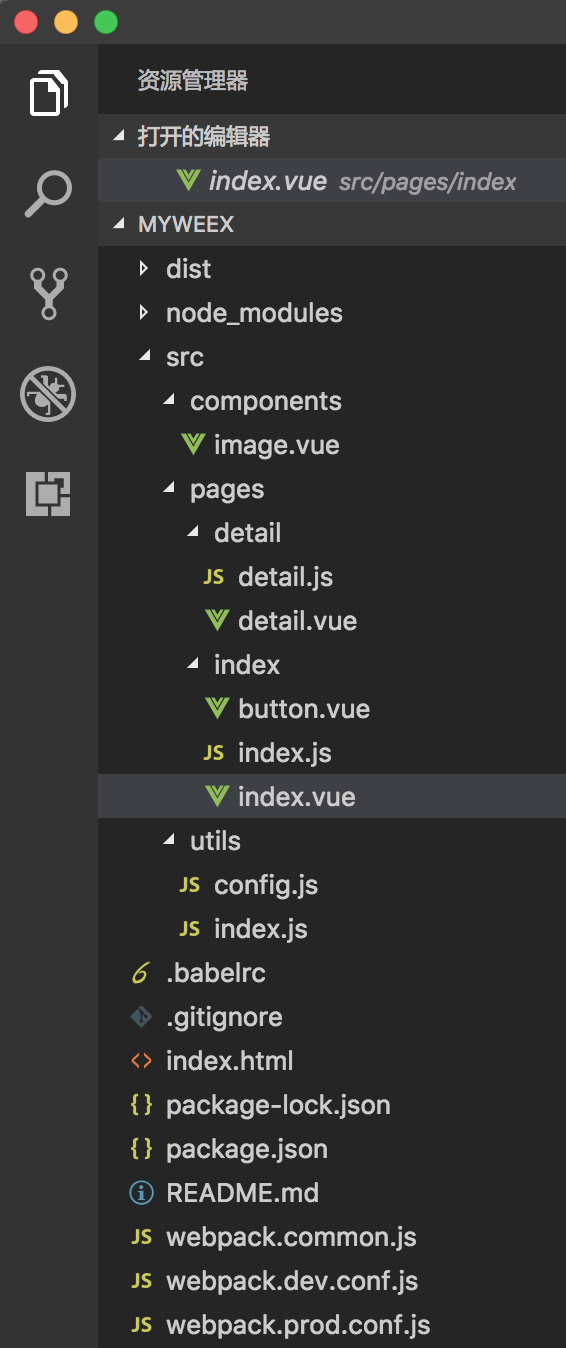 资源管理器
打开的编辑器
index.vue src/pages/index
MYWEEX
dist
node_modules
src
components
image.vue
pages
detail
JS detail.js
detail.vue
index
button.vue
JS index.js
index.vue
utils
JS config.js
JS index.js
6 .babelrc
.gitignore
<> index.html
{} package-lock.json
{} package.json
README.md
JS webpack.common.js
JS webpack.dev.conf.js
JS webpack.prod.conf.js